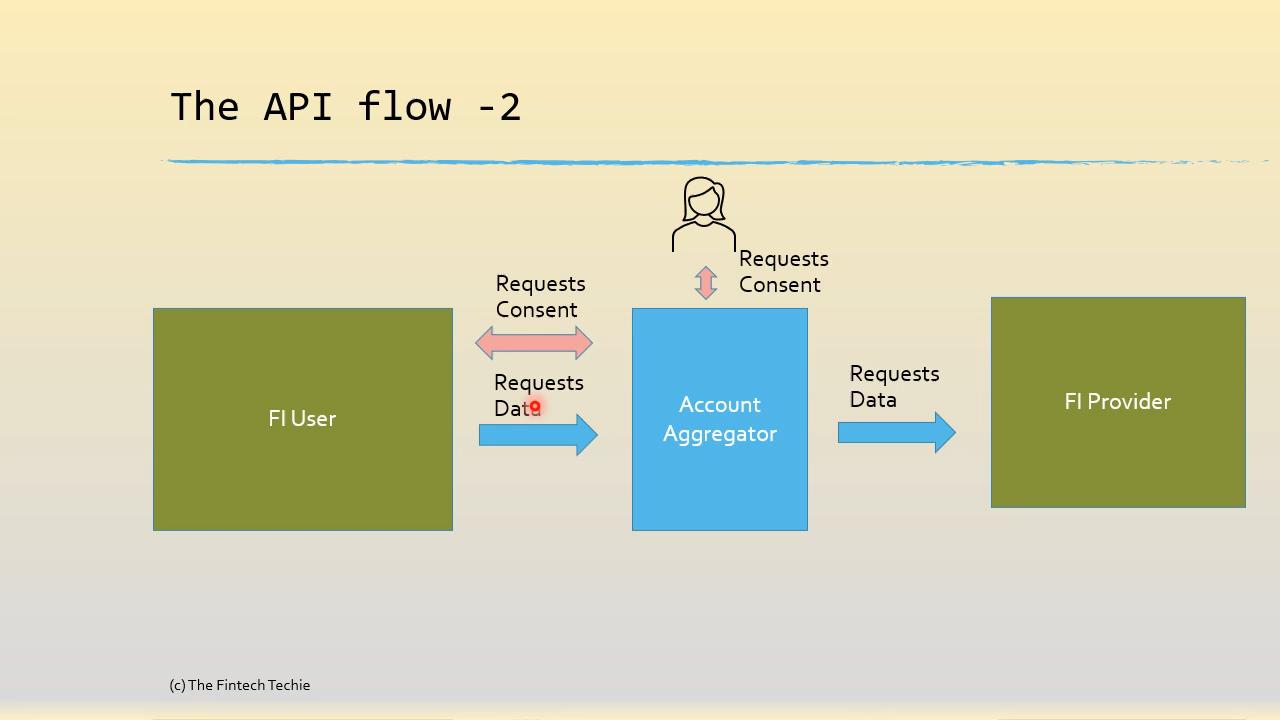 The API flow -2
Requests
Consent
Requests
Consent
Requests
Data
Requests
Data
FI User
Account
Aggregator
FI Provider
(c) The Fintech Techie